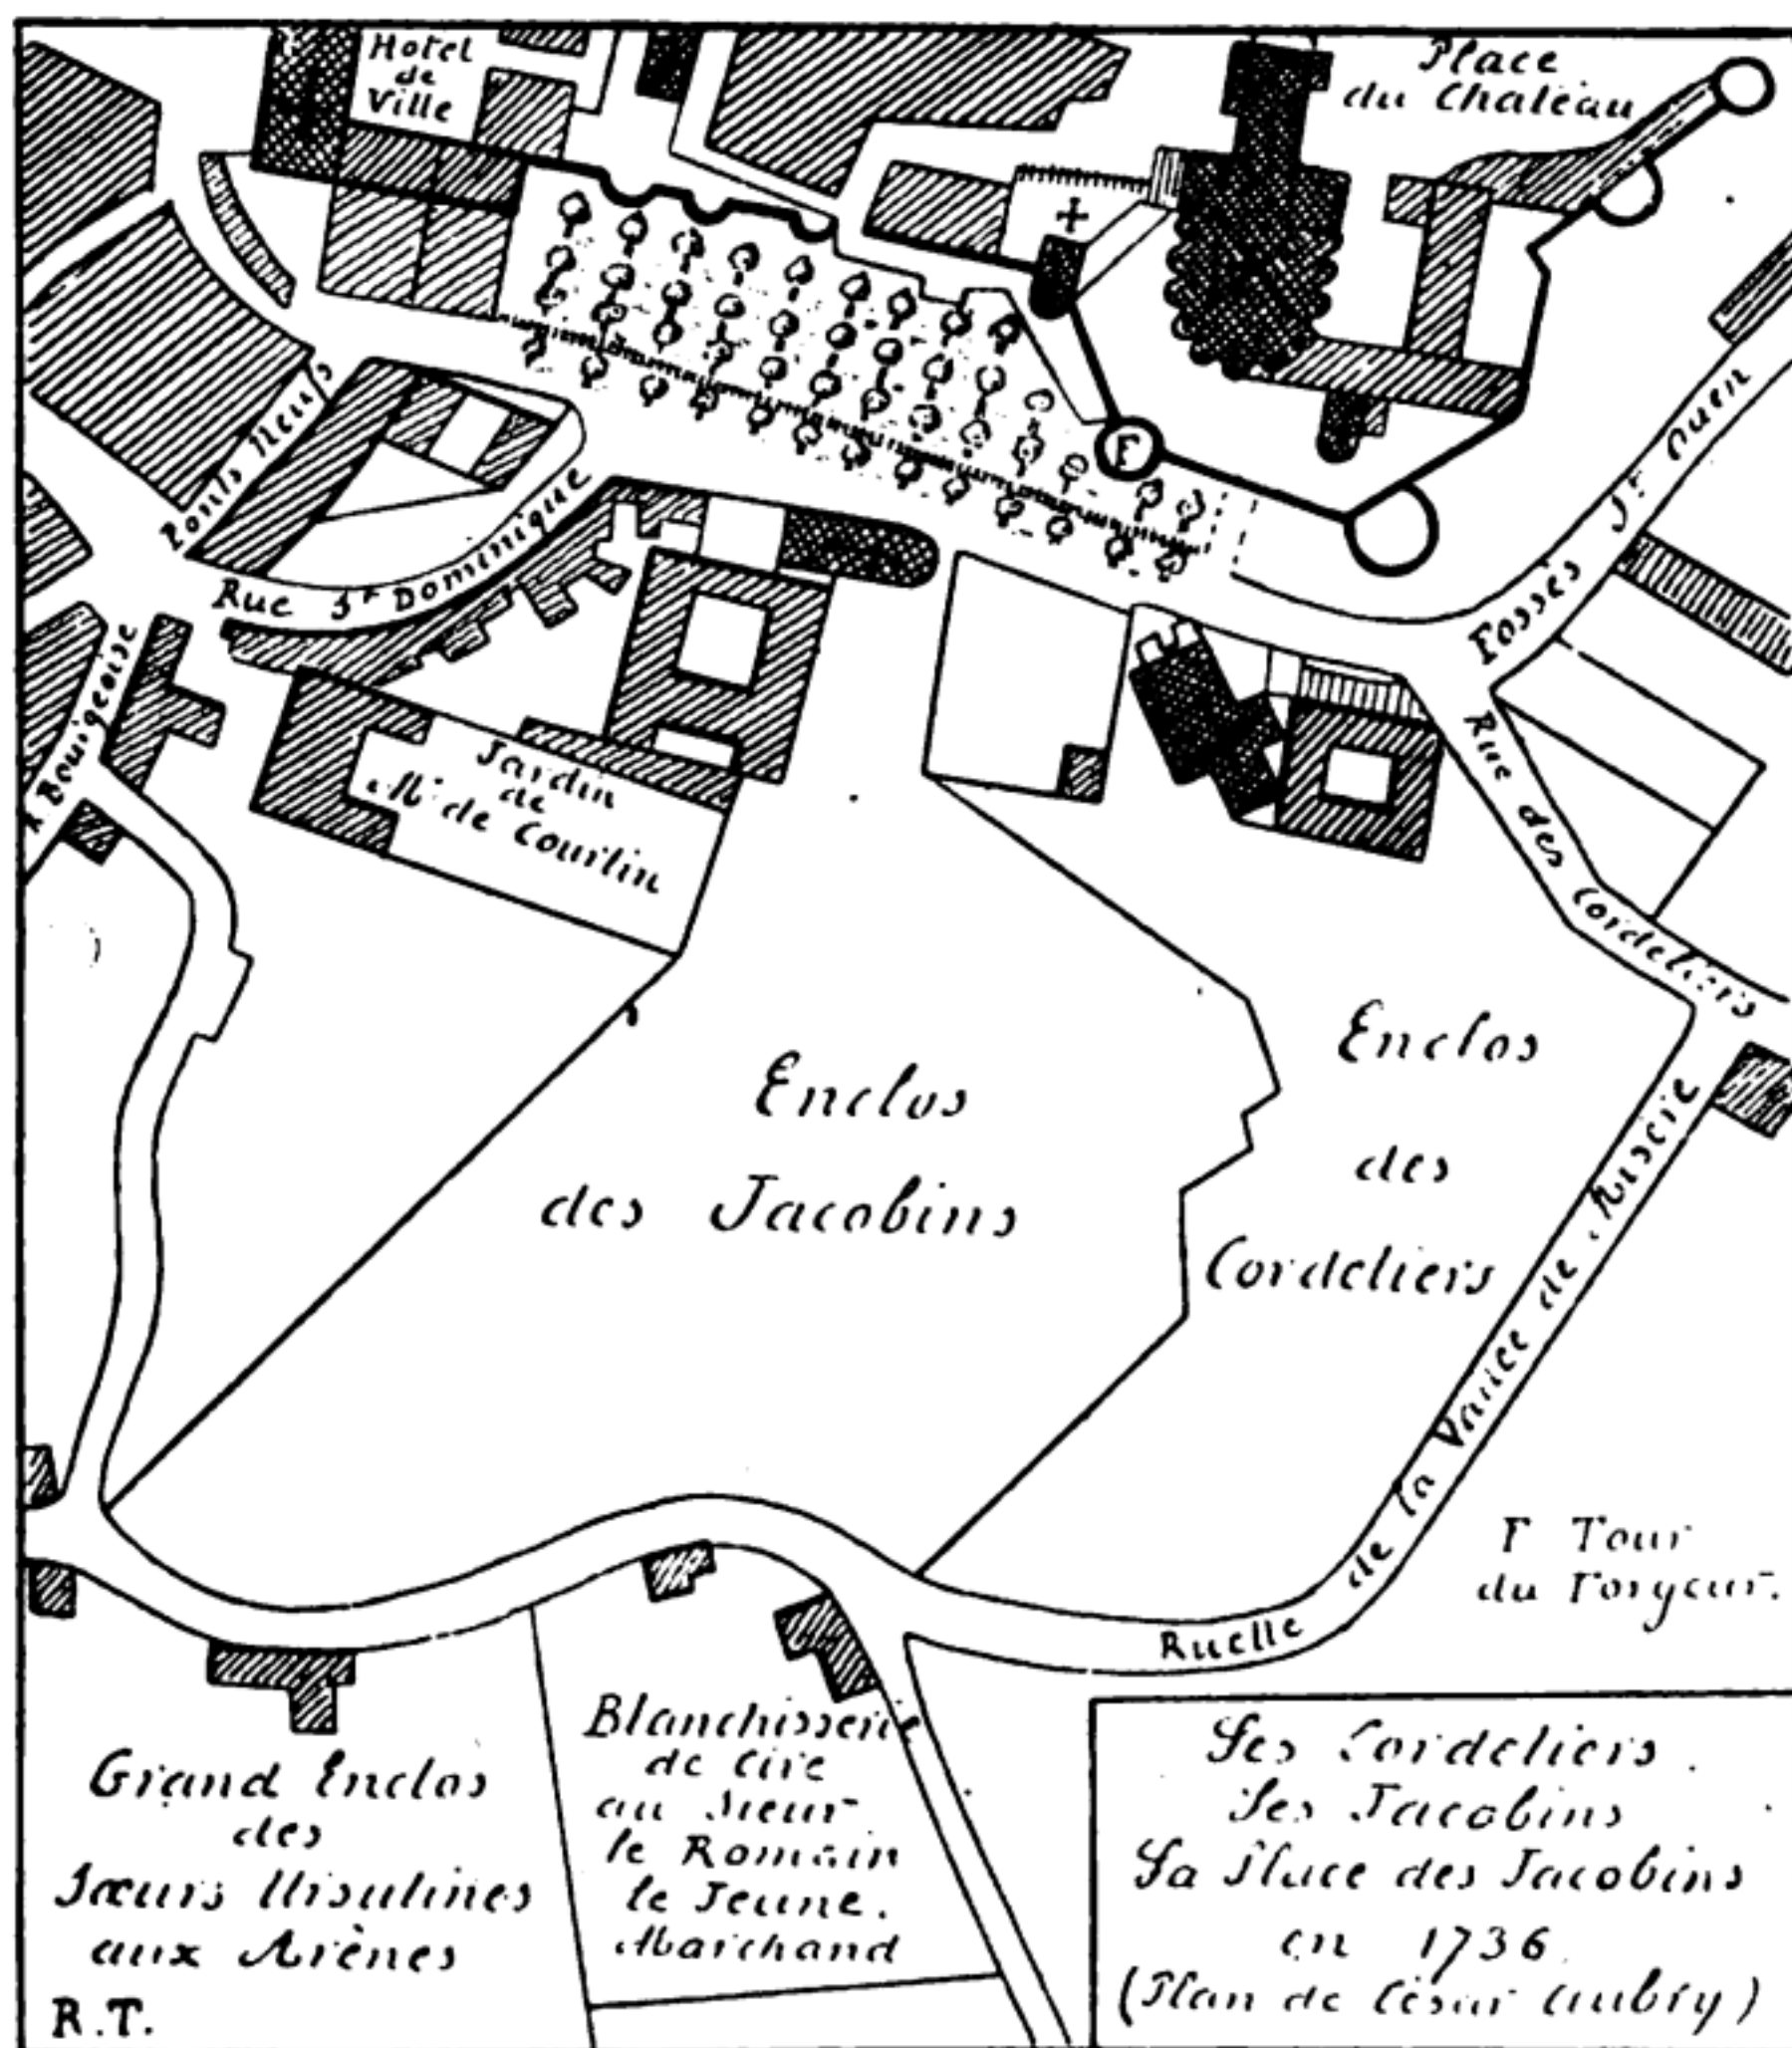 Hotel
de
Ville
Place
du Chateau
F
Ponts Neufs
Rue St Dominique
Fossés St Ouen
R Bourgeoise
Jardin
de
Mr de Courtin
Rue des Cordeliers
Enclos
des Jacobins
Enclos
des
Cordeliers
Ruelle de la Vanice de
F Tour
du Forgeur.
Grand Enclos
des
Sœurs Ursulines
aux Arènes
R.T.
Blanchisseri
de Cire
au Sieur
le Romain
le Jeune.
Marchand
Les Cordeliers.
Les Jacobins
La Place des Jacobins
en 1736.
(Plan de César Aubry)